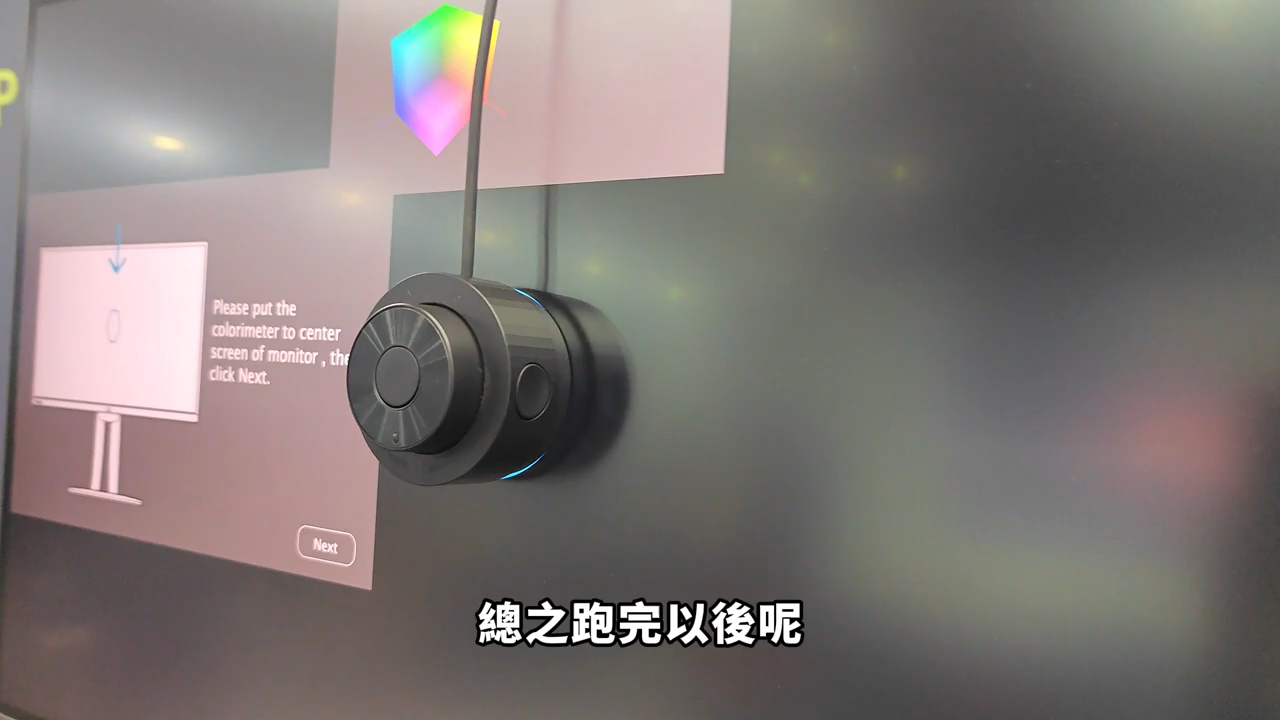 P
Please put the
colorimeter to center
screen of monitor , the
click Next.
Next
總之跑完以後呢